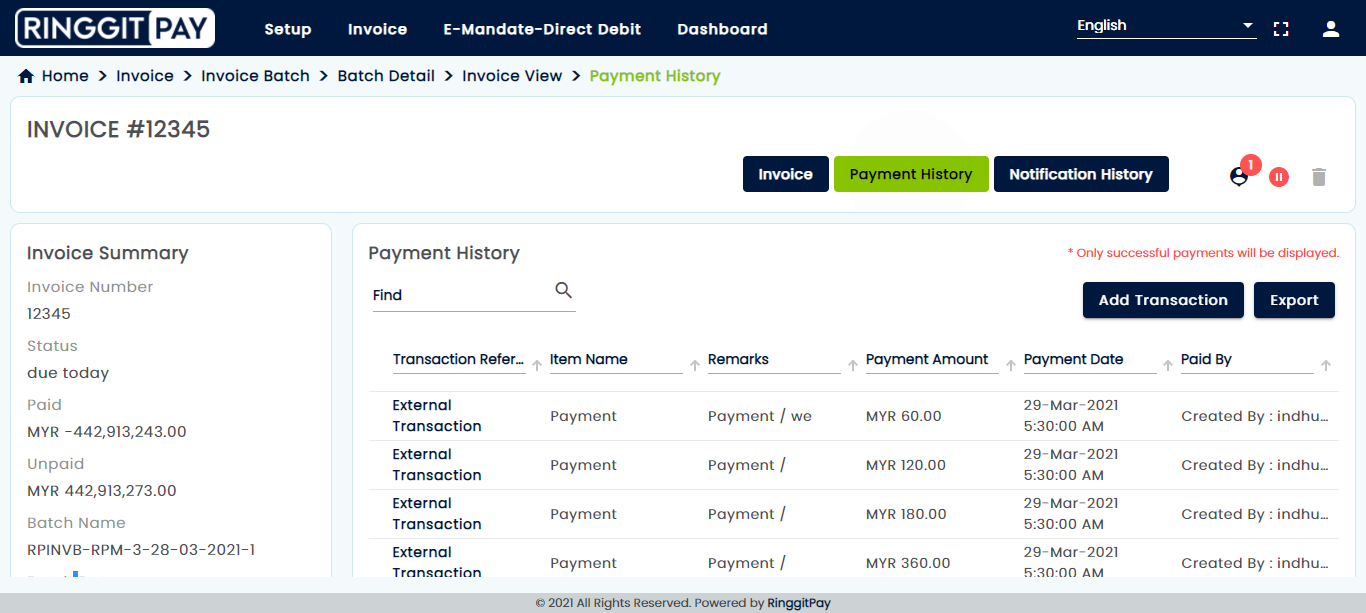 RINGGIT PAY Setup Invoice E-Mandate-Direct Debit Dashboard English
Home > Invoice > Invoice Batch > Batch Detail > Invoice View > Payment History
INVOICE #12345
Invoice Payment History Notification History 1
Invoice Summary
Invoice Number
12345
Status
due today
Paid
MYR -442,913,243.00
Unpaid
MYR 442,913,273.00
Batch Name
RPINVB-RPM-3-28-03-2021-1
Payment History
* Only successful payments will be displayed.
Find
Add Transaction Export
Transaction Refer... Item Name Remarks Payment Amount Payment Date Paid By
External Transaction Payment Payment / we MYR 60.00 29-Mar-2021 5:30:00 AM Created By : indhu...
External Transaction Payment Payment / MYR 120.00 29-Mar-2021 5:30:00 AM Created By : indhu...
External Transaction Payment Payment / MYR 180.00 29-Mar-2021 5:30:00 AM Created By : indhu...
External Transaction Payment Payment / MYR 360.00 29-Mar-2021 5:30:00 AM Created By : indhu...
© 2021 All Rights Reserved. Powered by RinggitPay